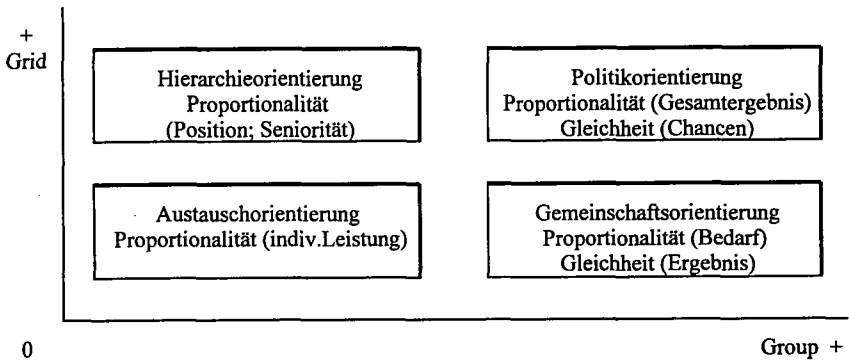 +
Grid
Hierarchieorientierung
Proportionalität
(Position; Seniorität)
Politikorientierung
Proportionalität (Gesamtergebnis)
Gleichheit (Chancen)
Austauschorientierung
Proportionalität (indiv.Leistung)
Gemeinschaftsorientierung
Proportionalität (Bedarf)
Gleichheit (Ergebnis)
0
Group +